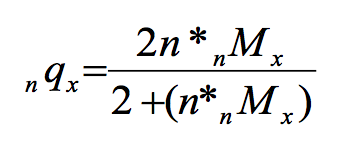 ₙqₓ = 2n * ₙMₓ / 2 + (n* ₙMₓ)